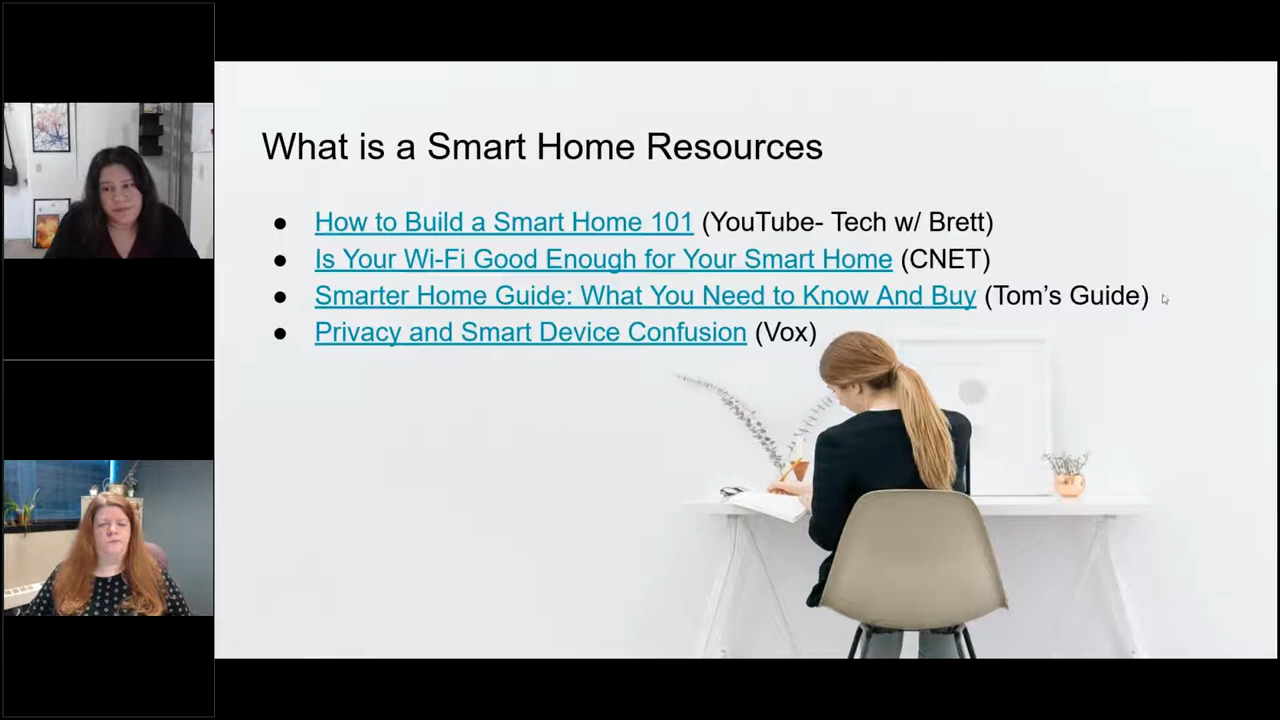 What is a Smart Home Resources
● How to Build a Smart Home 101 (YouTube- Tech w/ Brett)
● Is Your Wi-Fi Good Enough for Your Smart Home (CNET)
● Smarter Home Guide: What You Need to Know And Buy (Tom’s Guide)
● Privacy and Smart Device Confusion (Vox)